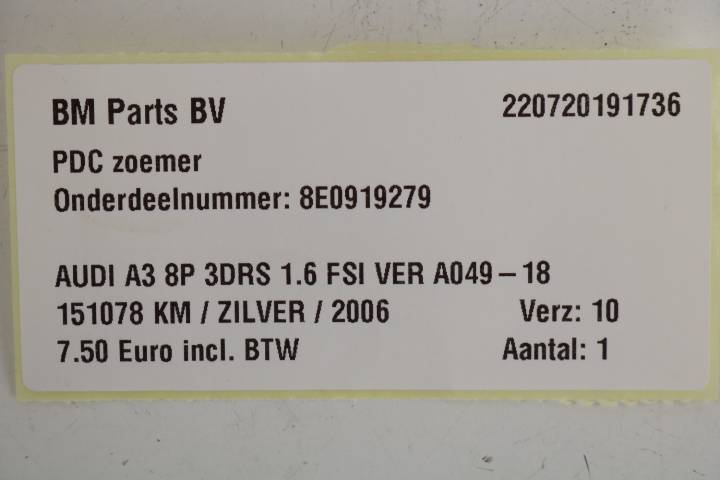 BM Parts BV 220720191736
PDC zoemer
Onderdeelnummer: 8E0919279
AUDI A3 8P 3DRS 1.6 FSI VER A049 – 18
151078 KM / ZILVER / 2006 Verz: 10
7.50 Euro incl. BTW Aantal: 1